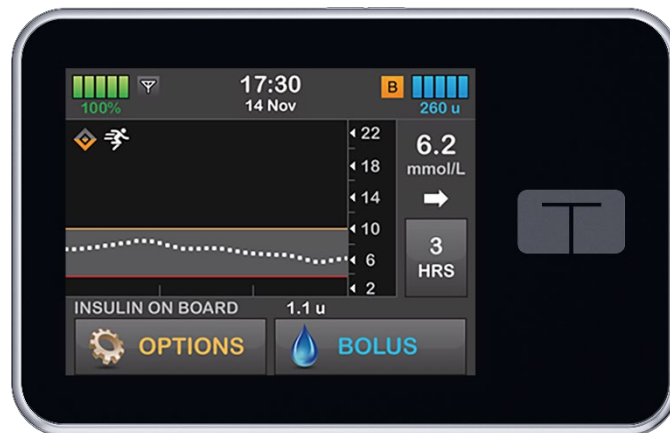 17:30
14 Nov
100%
B
260 u
22
18
14
10
6
2
6.2
mmol/L
3
HRS
INSULIN ON BOARD 1.1 u
OPTIONS
BOLUS